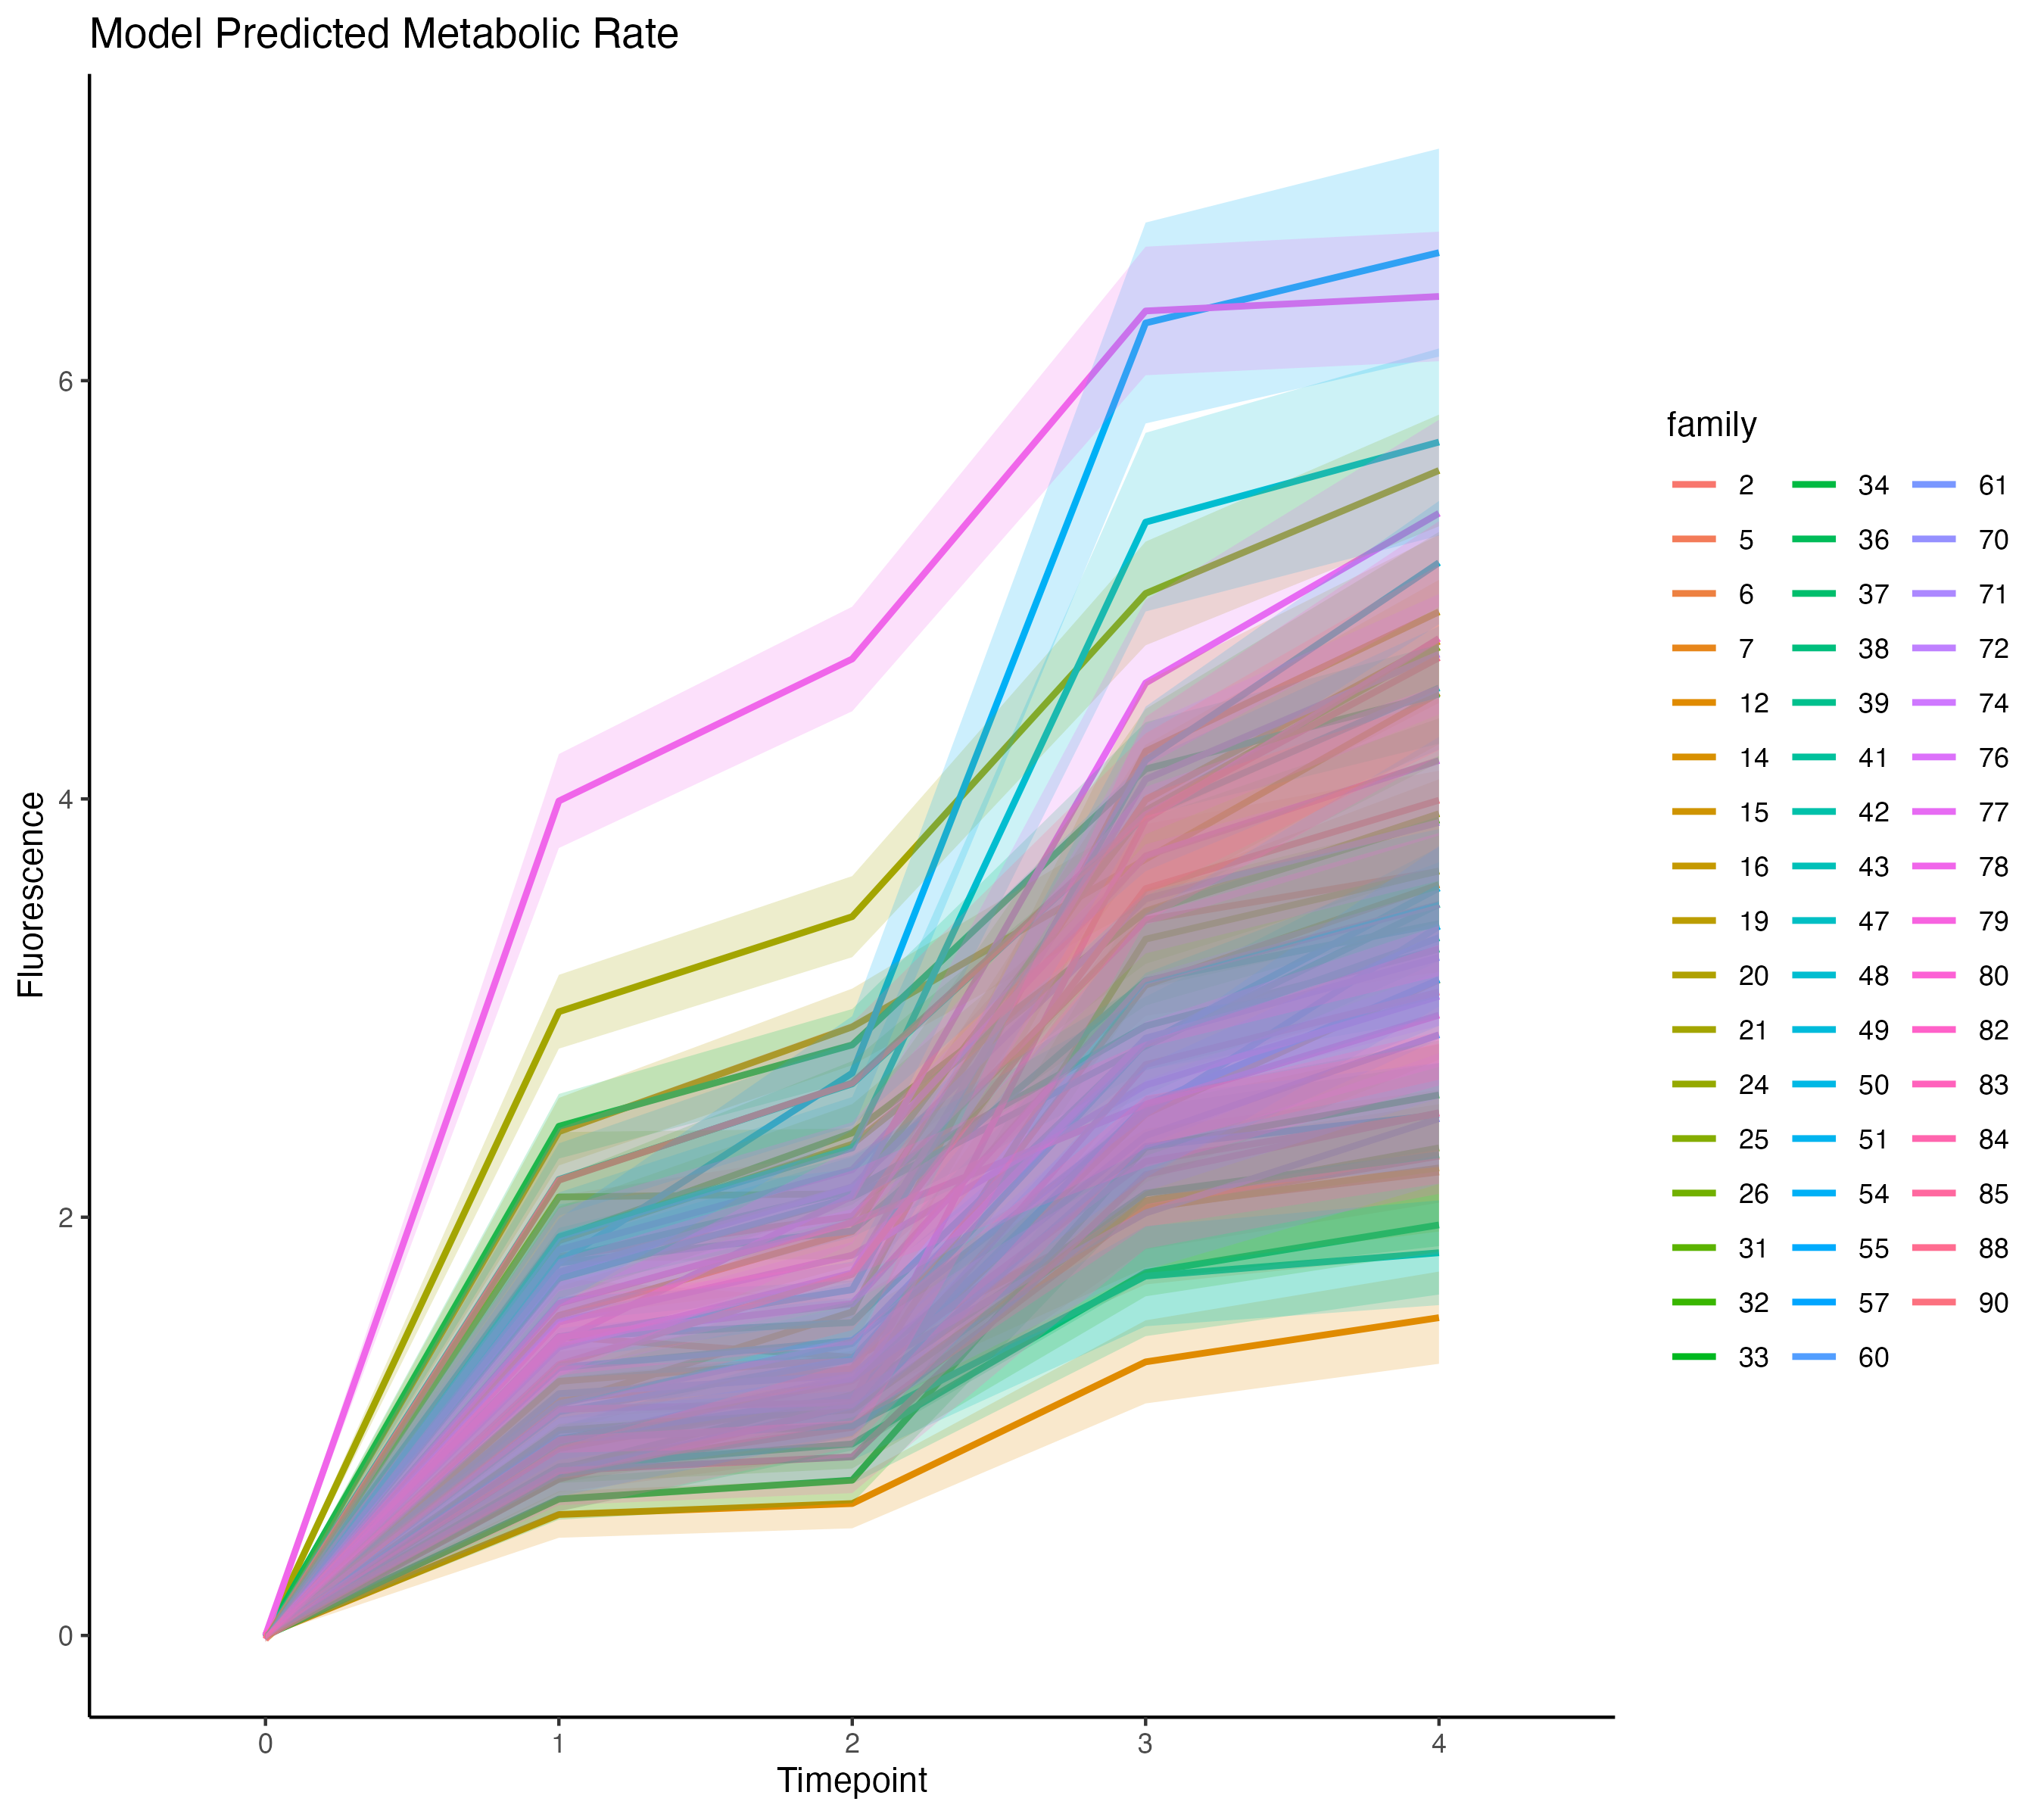 Model Predicted Metabolic Rate
Fluorescence
6
4
2
0
0 1 2 3 4
Timepoint
family
2 34 61
5 36 70
6 37 71
7 38 72
12 39 74
14 41 76
15 42 77
16 43 78
19 47 79
20 48 80
21 49 82
24 50 83
25 51 84
26 54 85
31 55 88
32 57 90
33 60